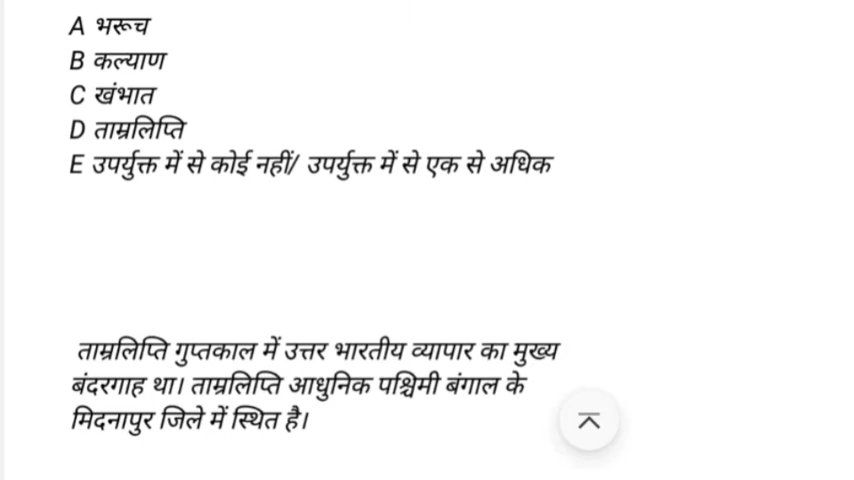 A भरूच
B कल्याण
C खंभात
D ताम्रलिप्ति
E उपर्युक्त में से कोई नहीं/ उपर्युक्त में से एक से अधिक
ताम्रलिप्ति गुप्तकाल में उत्तर भारतीय व्यापार का मुख्य
बंदरगाह था। ताम्रलिप्ति आधुनिक पश्चिमी बंगाल के
मिदनापुर जिले में स्थित है।